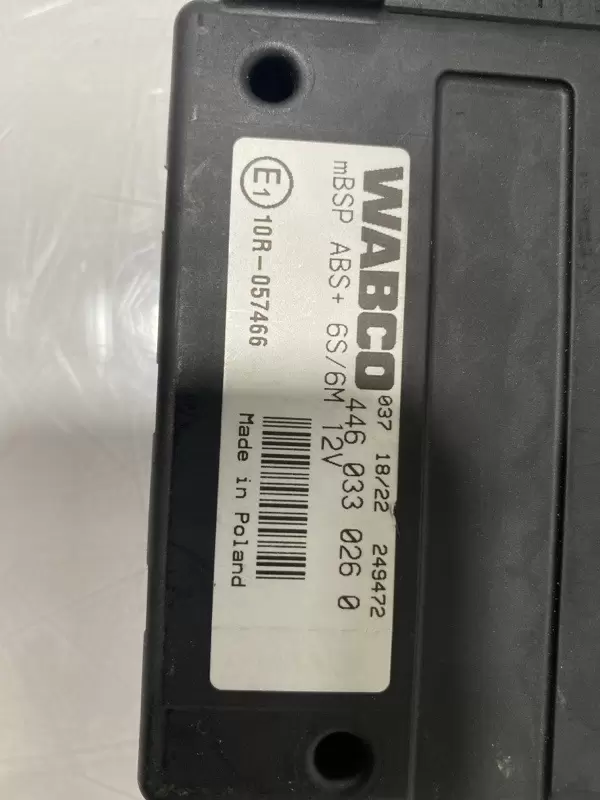 WABCO
037 18/22 249472
446 033 026 0
mBSP ABS+ 6S/6M 12V
E1 10R-057466
Made in Poland